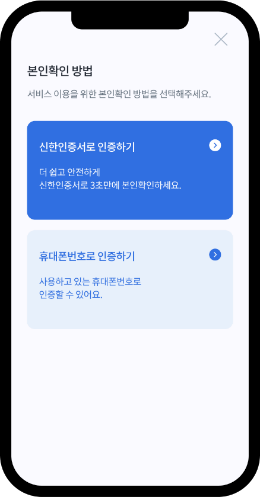 본인확인 방법
서비스 이용을 위한 본인확인 방법을 선택해주세요.
신한인증서로 인증하기
더 쉽고 안전하게
신한인증서로 3초만에 본인확인하세요.
휴대폰번호로 인증하기
사용하고 있는 휴대폰번호로
인증할 수 있어요.